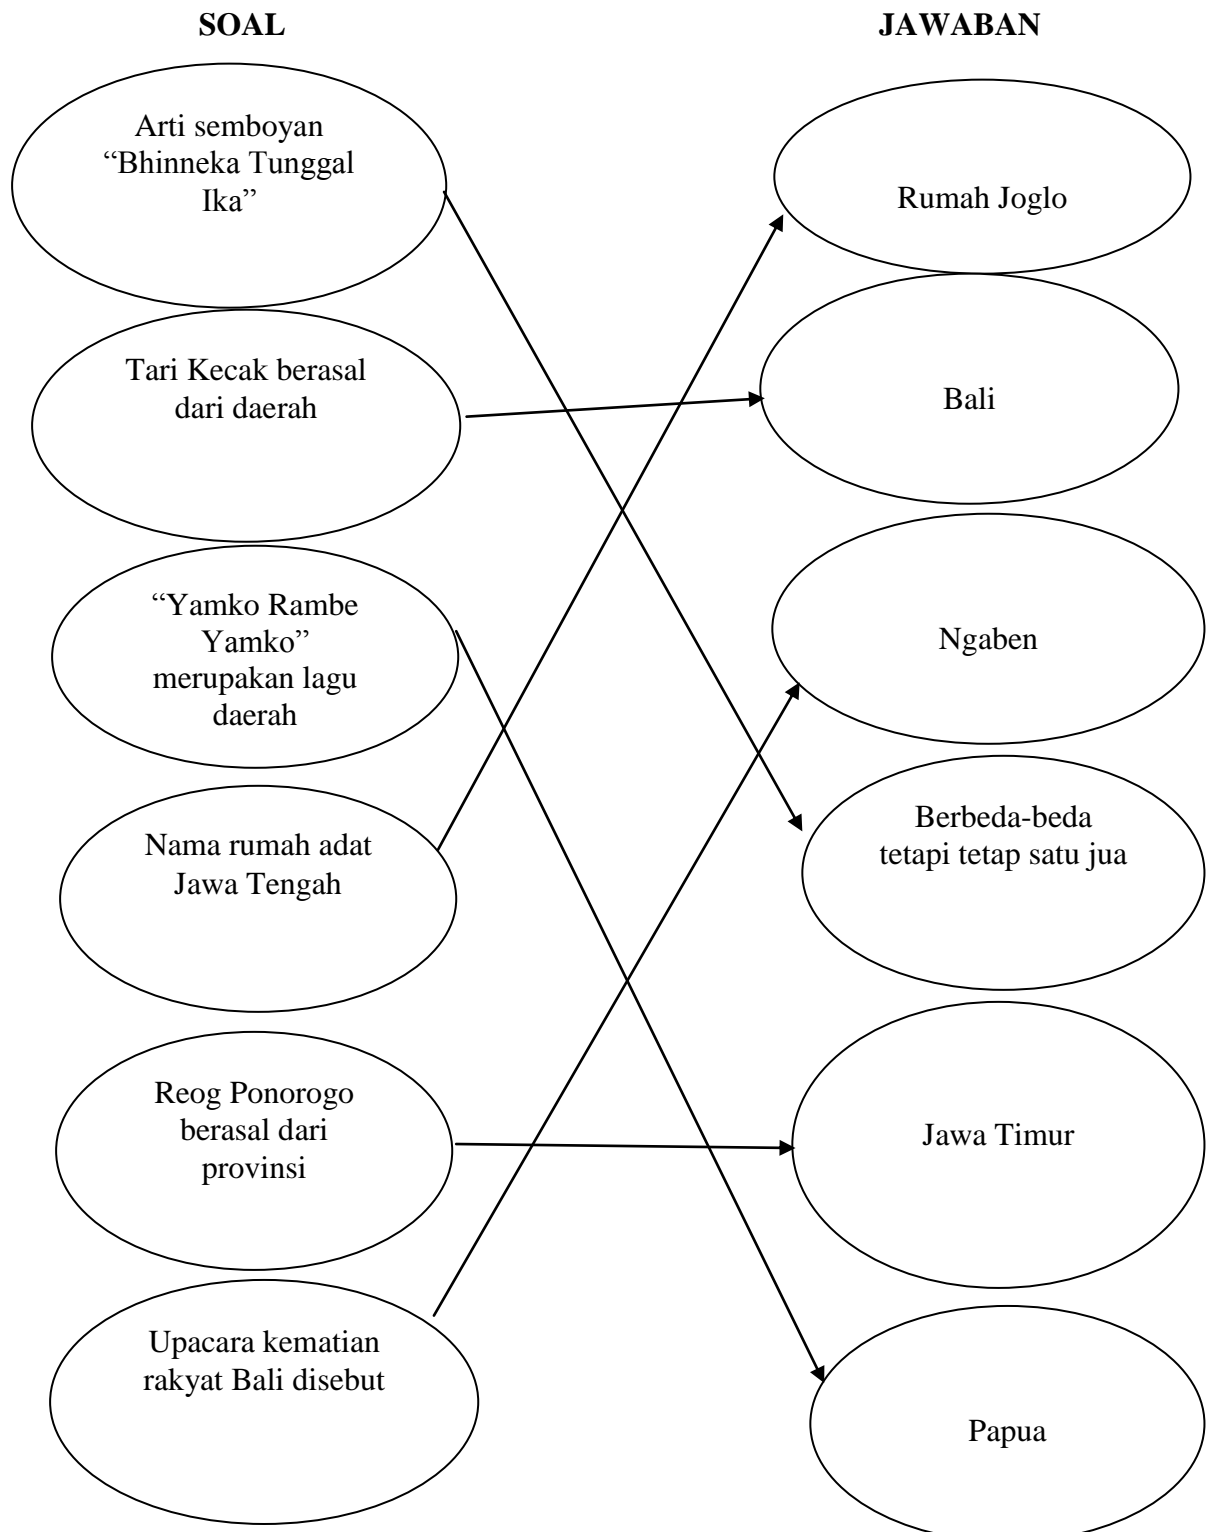 SOAL
JAWABAN
Arti semboyan
“Bhinneka Tunggal
Ika”
Rumah Joglo
Tari Kecak berasal
dari daerah
Bali
“Yamko Rambe
Yamko”
merupakan lagu
daerah
Ngaben
Nama rumah adat
Jawa Tengah
Berbeda-beda
tetapi tetap satu jua
Reog Ponorogo
berasal dari
provinsi
Jawa Timur
Upacara kematian
rakyat Bali disebut
Papua